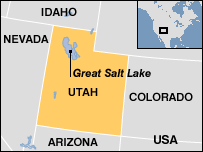 IDAHO
NEVADA
Great Salt Lake
UTAH
COLORADO
ARIZONA
USA